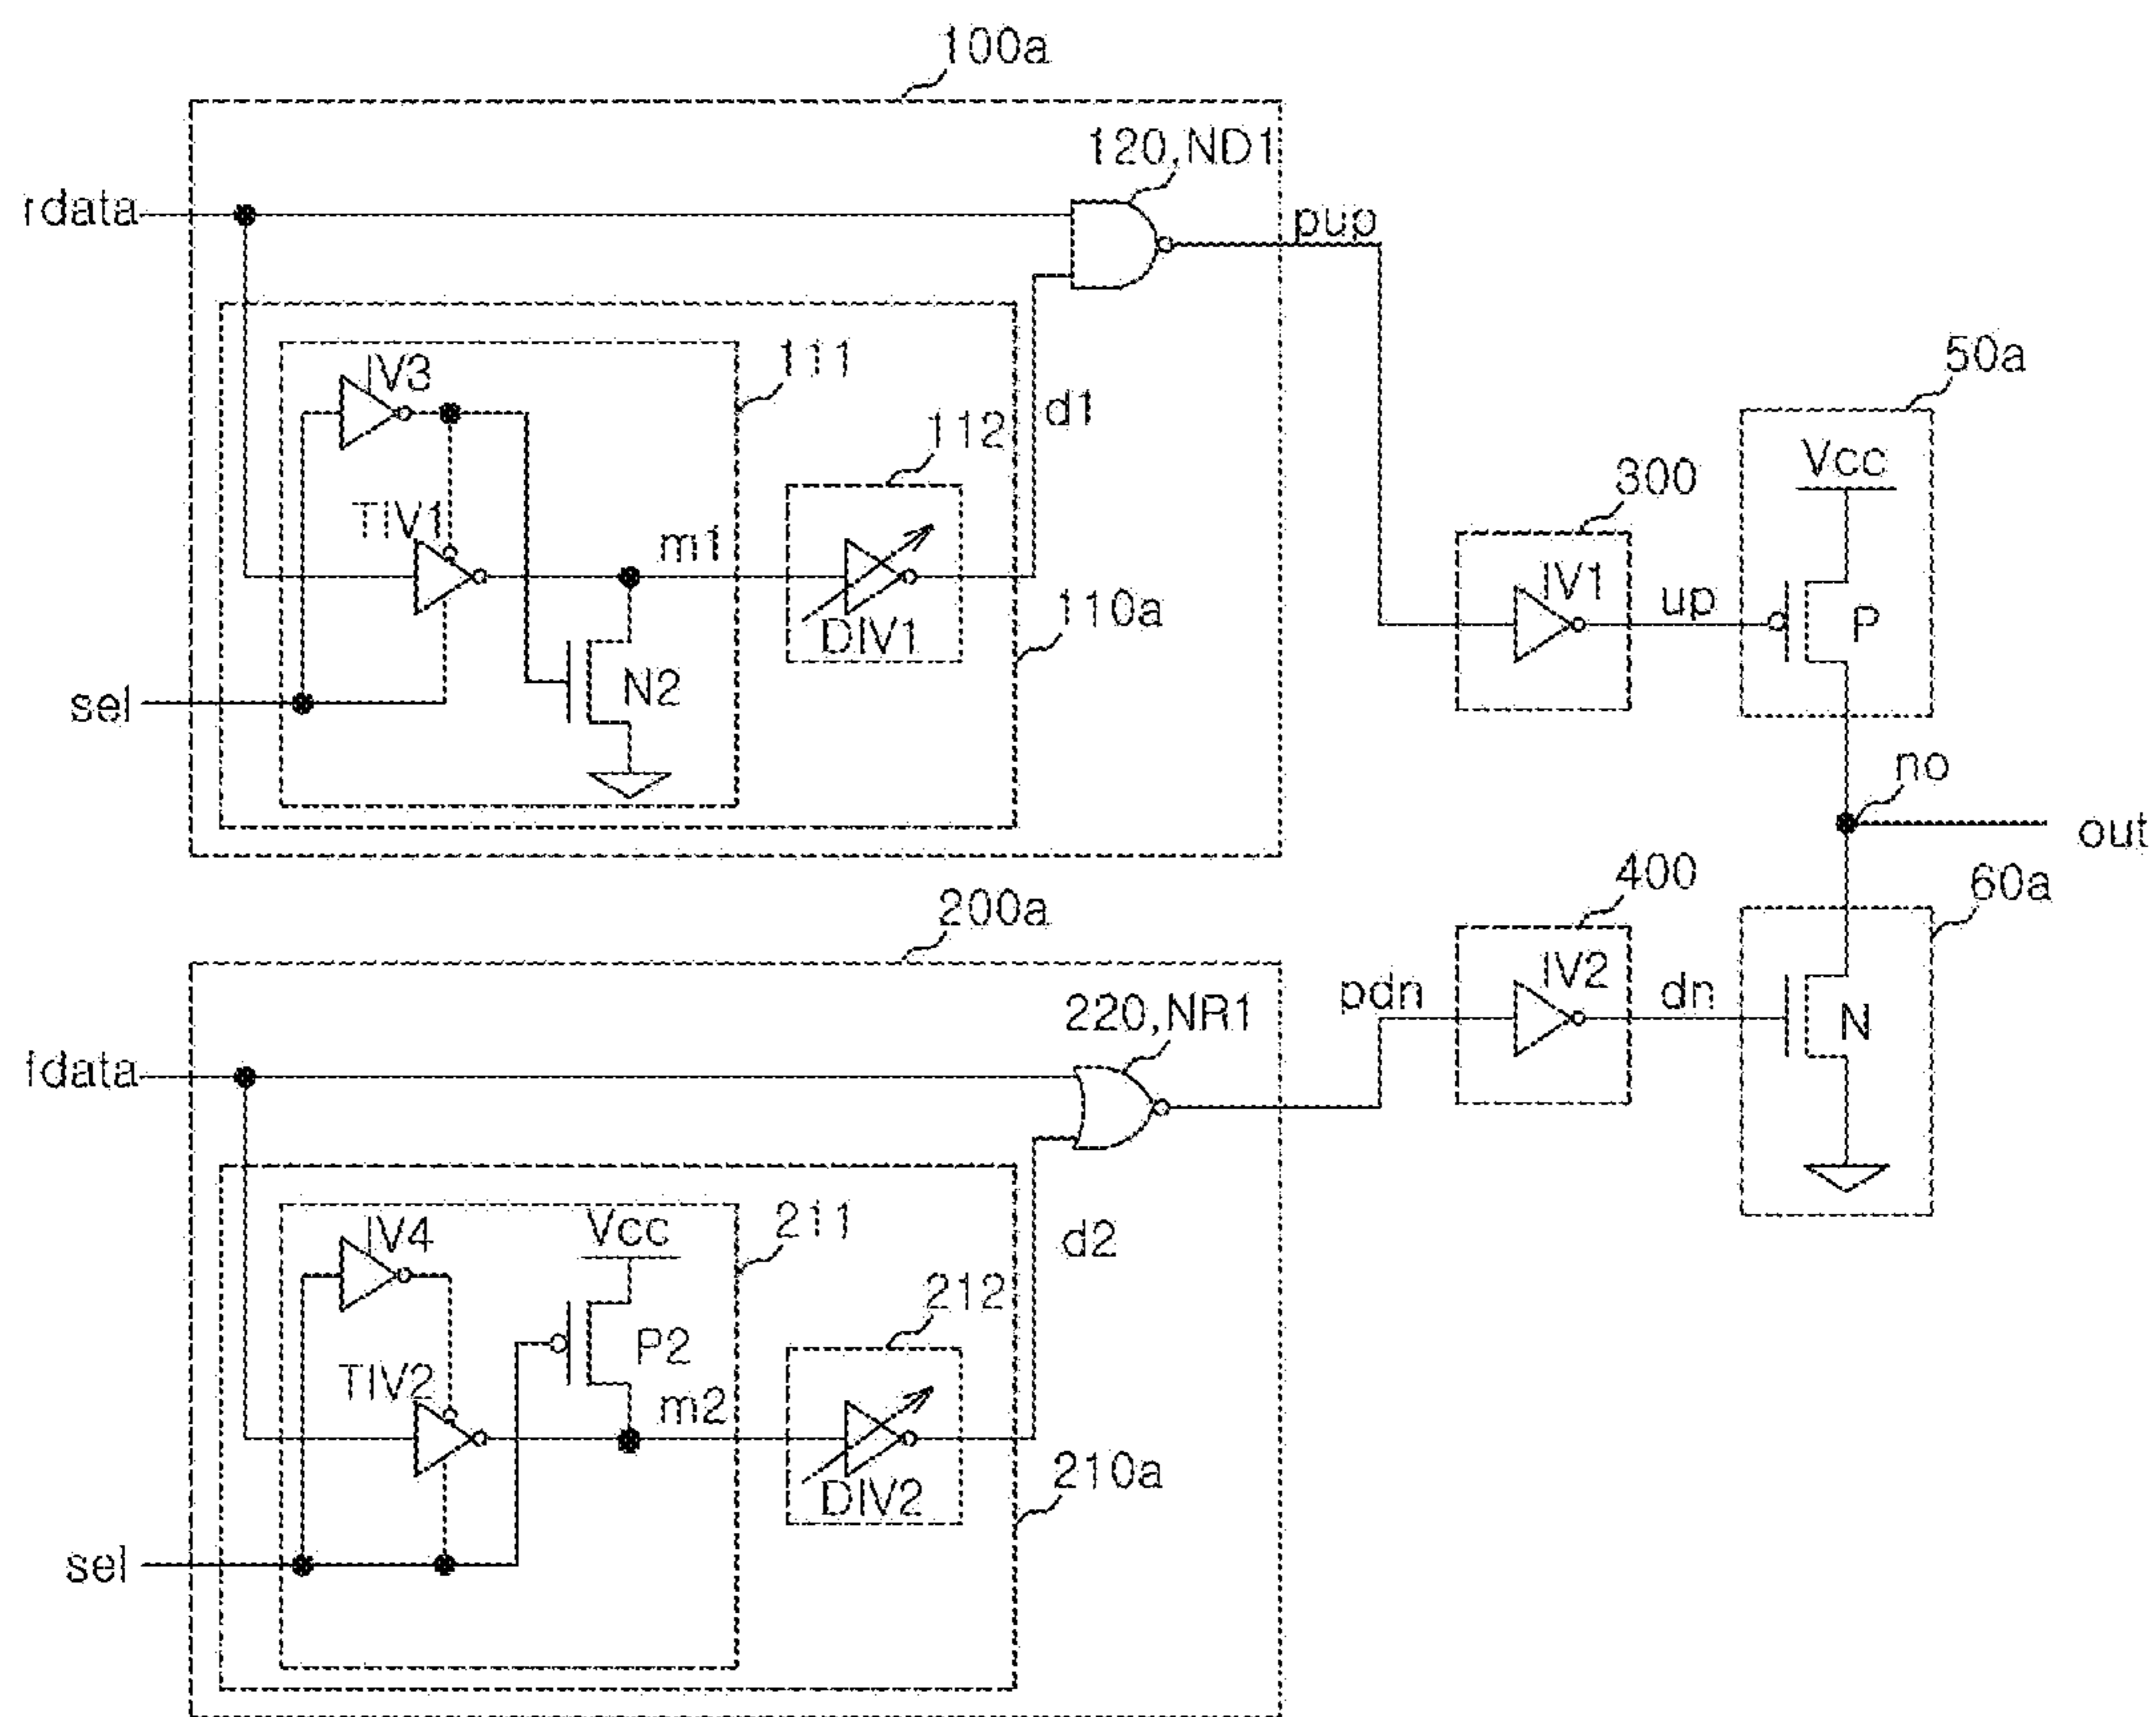 100a
120,ND1
rdata
pup
IV3
111
50a
d1
112
Vcc
300
TIV1
m1
IV1
up
P
110a
DIV1
N2
sel
no
out
400
60a
200a
IV2
220,NR1
pdn
dn
N
fdata
IV4
Vcc
211
d2
212
P2
TIV2
m2
210a
DIV2
sel